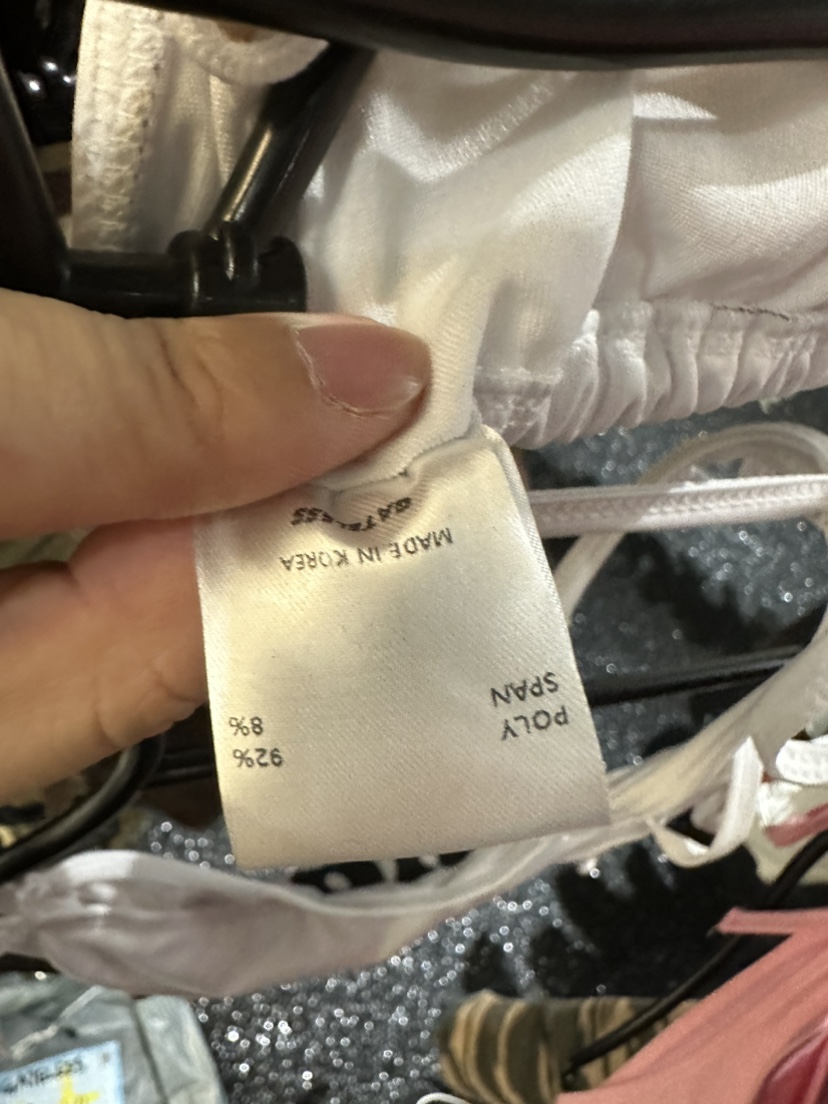 POLY 92%
SPAN 8%
MADE IN KOREA